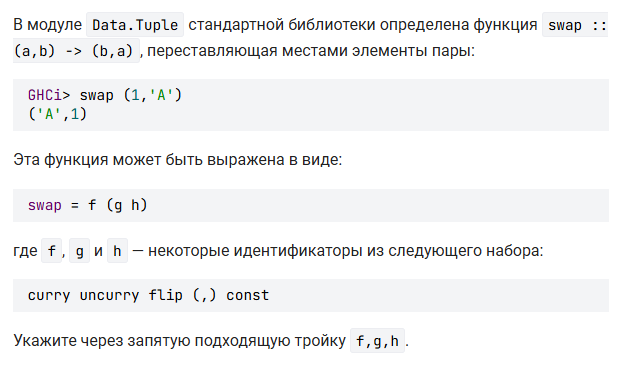 В модуле Data.Tuple стандартной библиотеки определена функция swap ::
(a,b) -> (b,a) , переставляющая местами элементы пары:
GHCi> swap (1,'A')
('A',1)
Эта функция может быть выражена в виде:
swap = f (g h)
где f , g и h — некоторые идентификаторы из следующего набора:
curry uncurry flip (,) const
Укажите через запятую подходящую тройку f,g,h .